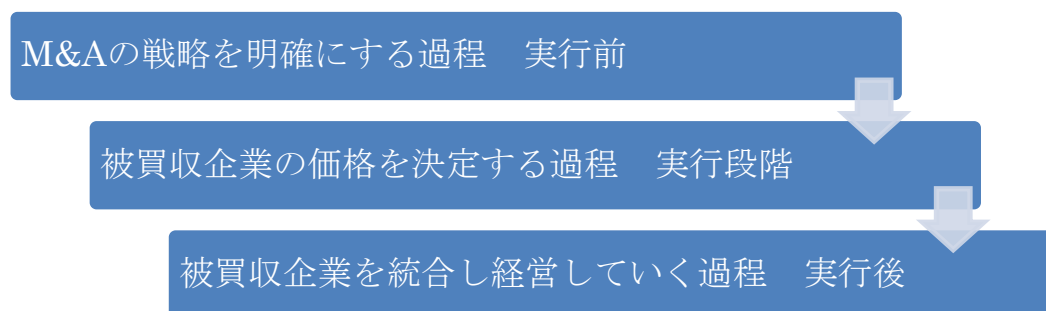 M&Aの戦略を明確にする過程　実行前
被買収企業の価格を決定する過程　実行段階
被買収企業を統合し経営していく過程　実行後